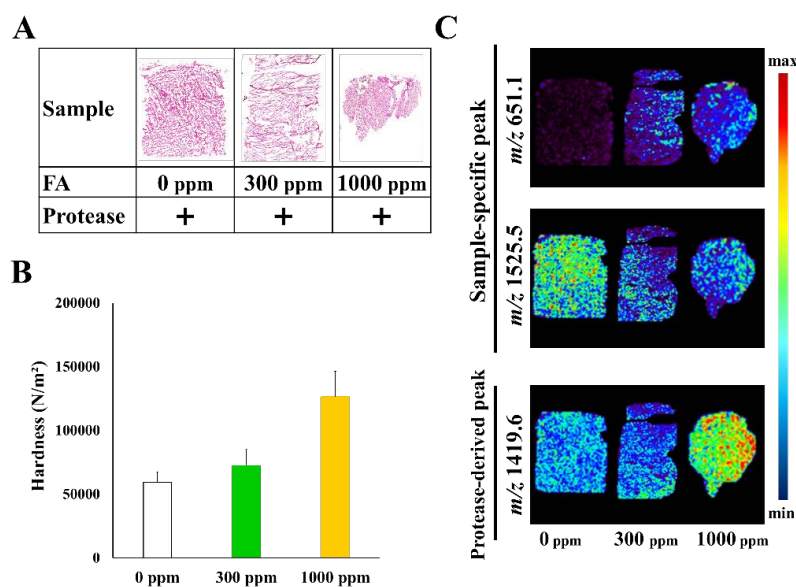 A
Sample
FA 0 ppm 300 ppm 1000 ppm
Protease + + +
B
200000
150000
100000
50000
0
Hardness (N/m²)
0 ppm 300 ppm 1000 ppm
C
Sample-specific peak
m/z 651.1
m/z 1525.5
Protease-derived peak
m/z 1419.6
0 ppm 300 ppm 1000 ppm
max
min